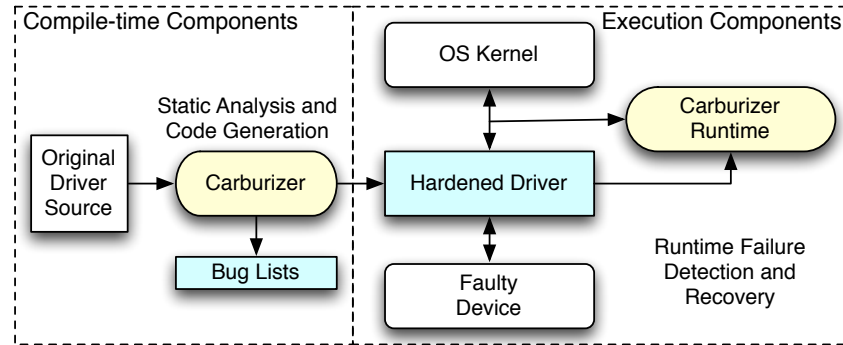 Compile-time Components
Execution Components
OS Kernel
Static Analysis and
Code Generation
Carburizer
Runtime
Original
Driver
Source
Carburizer
Hardened Driver
Bug Lists
Faulty
Device
Runtime Failure
Detection and
Recovery